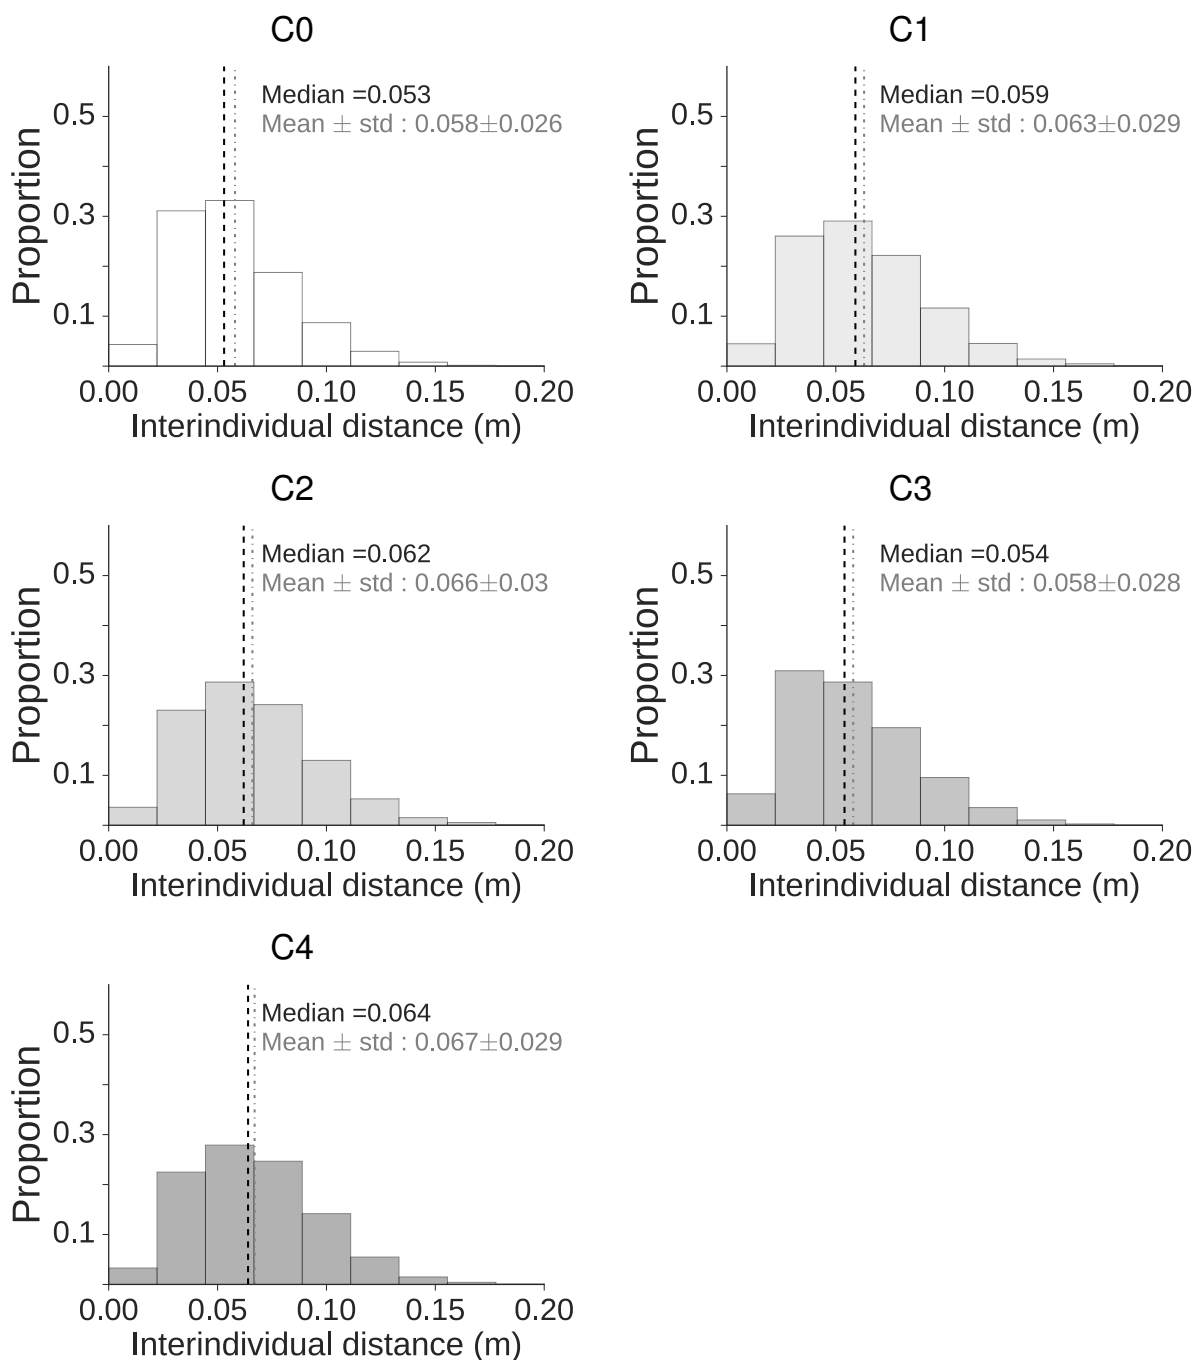 C0
Median =0.053
Mean ± std : 0.058±0.026
0.5
0.3
0.1
Proportion
0.00 0.05 0.10 0.15 0.20
Interindividual distance (m)
C1
Median =0.059
Mean ± std : 0.063±0.029
0.5
0.3
0.1
Proportion
0.00 0.05 0.10 0.15 0.20
Interindividual distance (m)
C2
Median =0.062
Mean ± std : 0.066±0.03
0.5
0.3
0.1
Proportion
0.00 0.05 0.10 0.15 0.20
Interindividual distance (m)
C3
Median =0.054
Mean ± std : 0.058±0.028
0.5
0.3
0.1
Proportion
0.00 0.05 0.10 0.15 0.20
Interindividual distance (m)
C4
Median =0.064
Mean ± std : 0.067±0.029
0.5
0.3
0.1
Proportion
0.00 0.05 0.10 0.15 0.20
Interindividual distance (m)